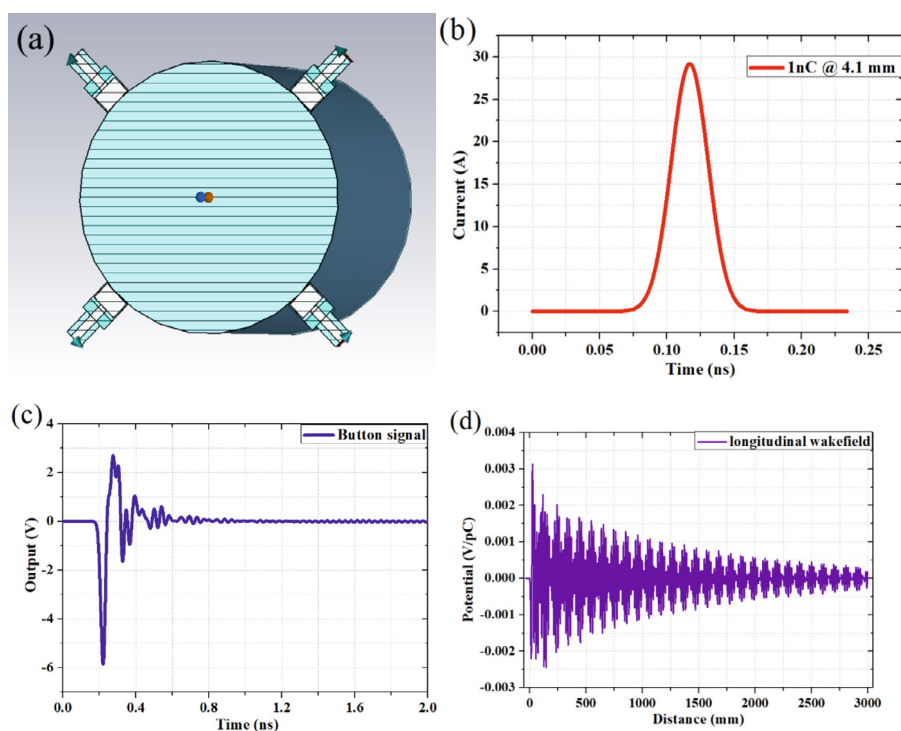 (a)
(b)
1nC @ 4.1 mm
Current (A)
30
25
20
15
10
5
0
0.00 0.05 0.10 0.15 0.20 0.25
Time (ns)
(c)
Button signal
Output (V)
4
2
0
-2
-4
-6
0.0 0.4 0.8 1.2 1.6 2.0
Time (ns)
(d)
longitudinal wakefield
Potential (V/pC)
0.004
0.003
0.002
0.001
0.000
-0.001
-0.002
-0.003
0 500 1000 1500 2000 2500 3000
Distance (mm)